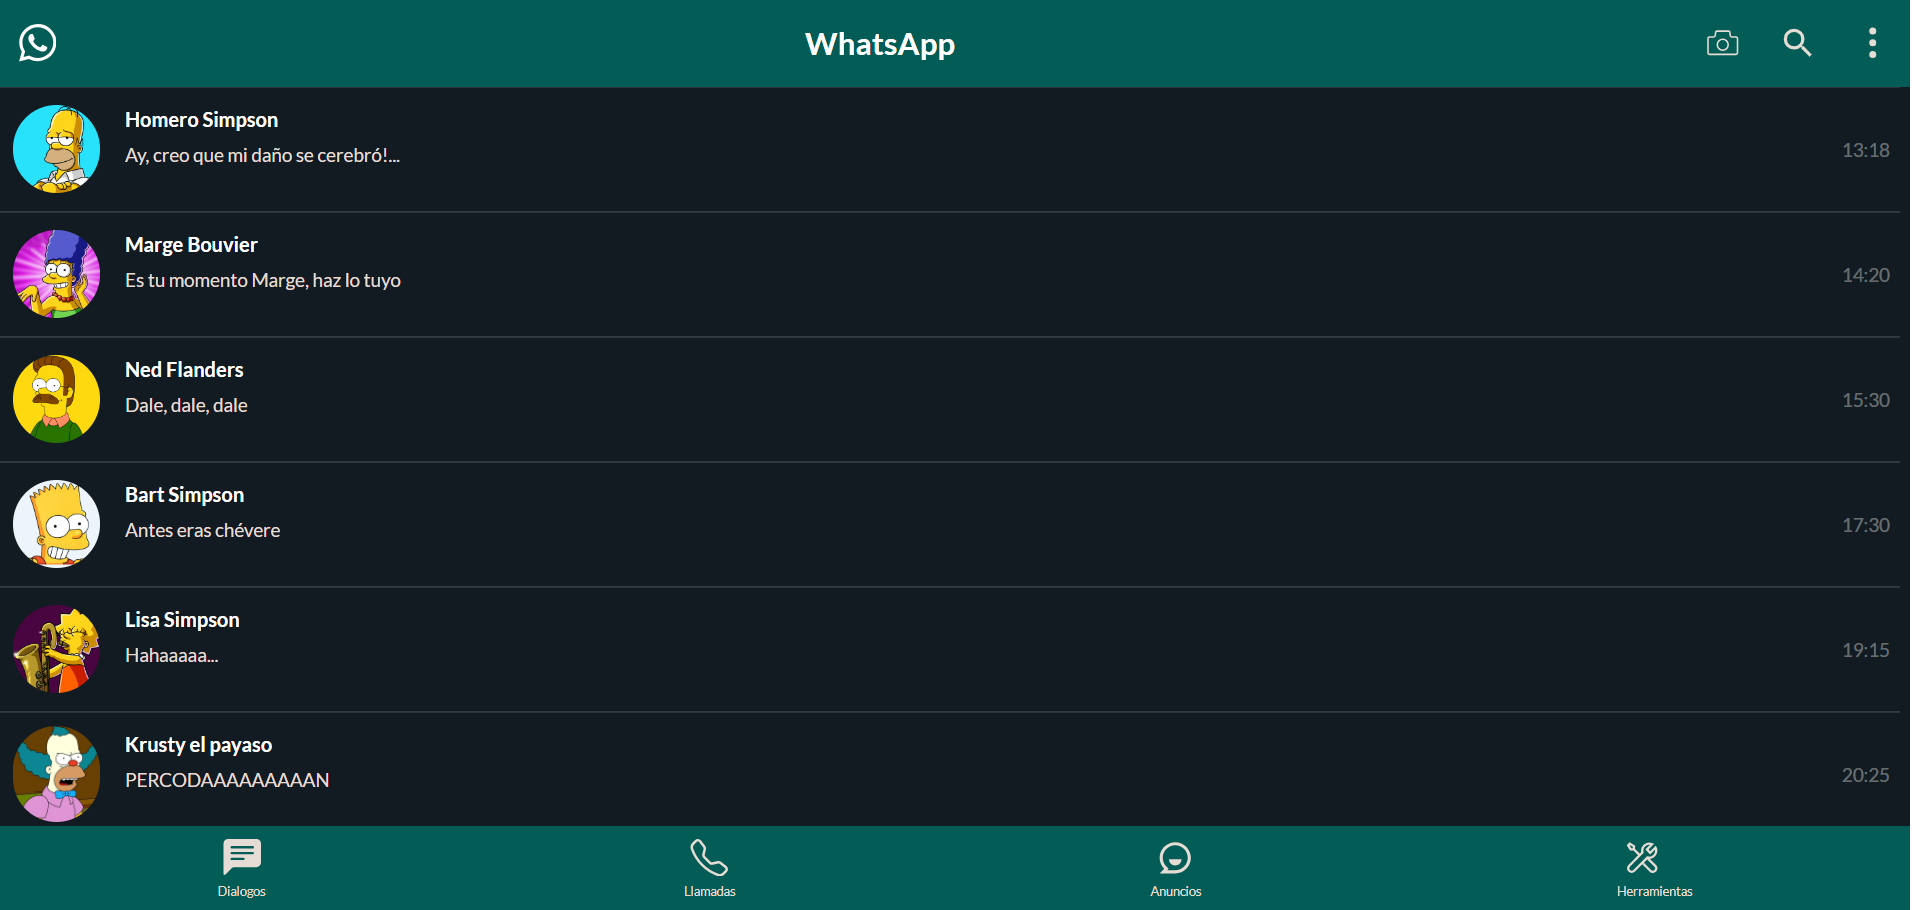 WhatsApp
Homero Simpson
Ay, creo que mi daño se cerebró!...
13:18
Marge Bouvier
Es tu momento Marge, haz lo tuyo
14:20
Ned Flanders
Dale, dale, dale
15:30
Bart Simpson
Antes eras chévere
17:30
Lisa Simpson
Hahaaaaa...
19:15
Krusty el payaso
PERCODAAAAAAAAAN
20:25
Dialogos
Llamadas
Anuncios
Herramientas